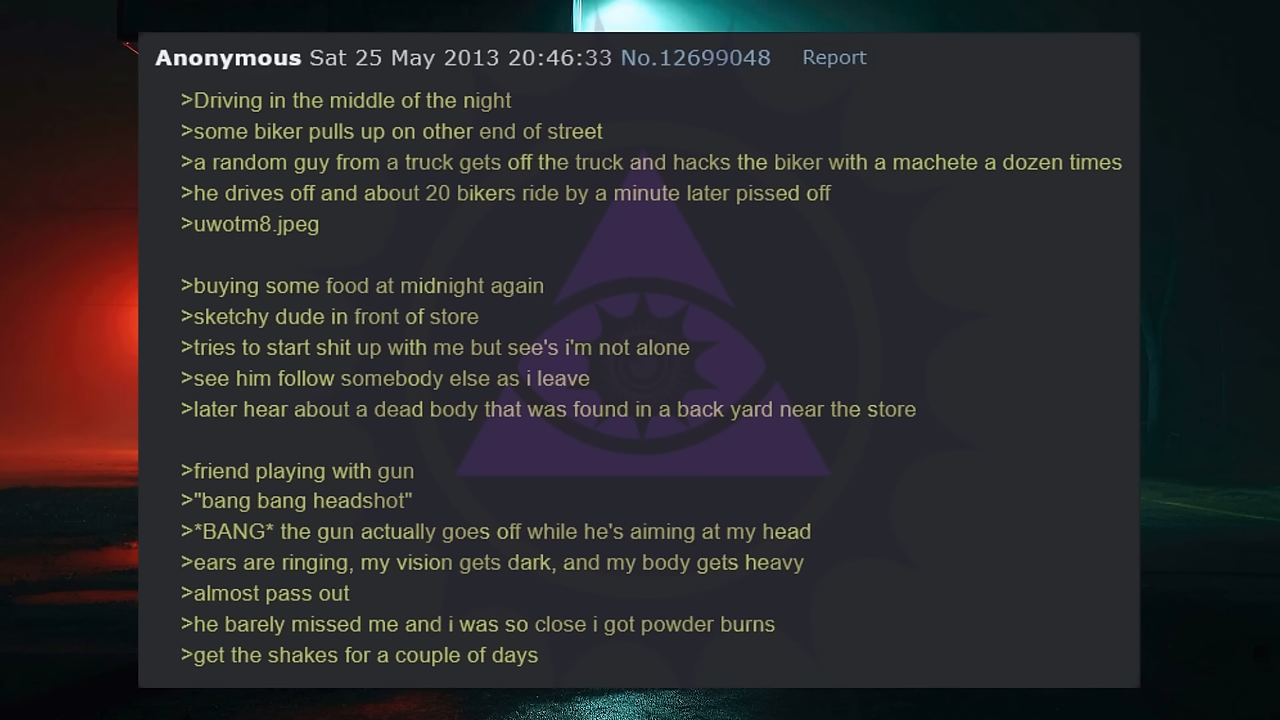 Anonymous Sat 25 May 2013 20:46:33 No.12699048 Report
>Driving in the middle of the night
>some biker pulls up on other end of street
>a random guy from a truck gets off the truck and hacks the biker with a machete a dozen times
>he drives off and about 20 bikers ride by a minute later pissed off
>uwotm8.jpeg
>buying some food at midnight again
>sketchy dude in front of store
>tries to start shit up with me but see's i'm not alone
>see him follow somebody else as i leave
>later hear about a dead body that was found in a back yard near the store
>friend playing with gun
>"bang bang headshot"
>*BANG* the gun actually goes off while he's aiming at my head
>ears are ringing, my vision gets dark, and my body gets heavy
>almost pass out
>he barely missed me and i was so close i got powder burns
>get the shakes for a couple of days